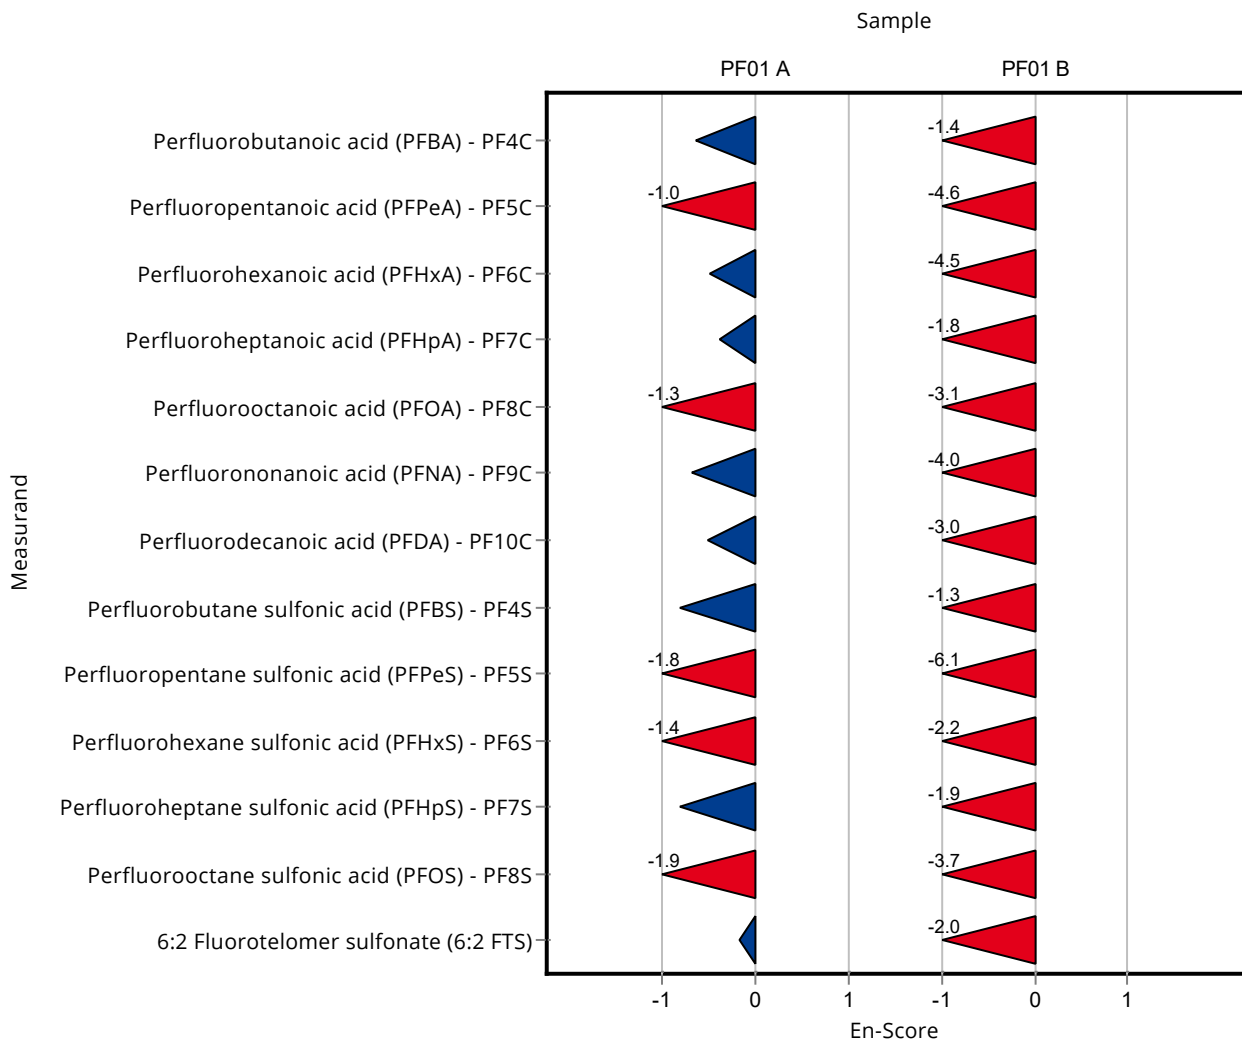 Sample
PF01 A PF01 B
Perfluorobutanoic acid (PFBA) - PF4C -1.4
Perfluoropentanoic acid (PFPeA) - PF5C -1.0 -4.6
Perfluorohexanoic acid (PFHxA) - PF6C -4.5
Perfluoroheptanoic acid (PFHpA) - PF7C -1.8
Perfluorooctanoic acid (PFOA) - PF8C -1.3 -3.1
Perfluorononanoic acid (PFNA) - PF9C -4.0
Perfluorodecanoic acid (PFDA) - PF10C -3.0
Perfluorobutane sulfonic acid (PFBS) - PF4S -1.3
Perfluoropentane sulfonic acid (PFPeS) - PF5S -1.8 -6.1
Perfluorohexane sulfonic acid (PFHxS) - PF6S -1.4 -2.2
Perfluoroheptane sulfonic acid (PFHpS) - PF7S -1.9
Perfluorooctane sulfonic acid (PFOS) - PF8S -1.9 -3.7
6:2 Fluorotelomer sulfonate (6:2 FTS) -2.0
Measurand
-1 0 1 -1 0 1
En-Score